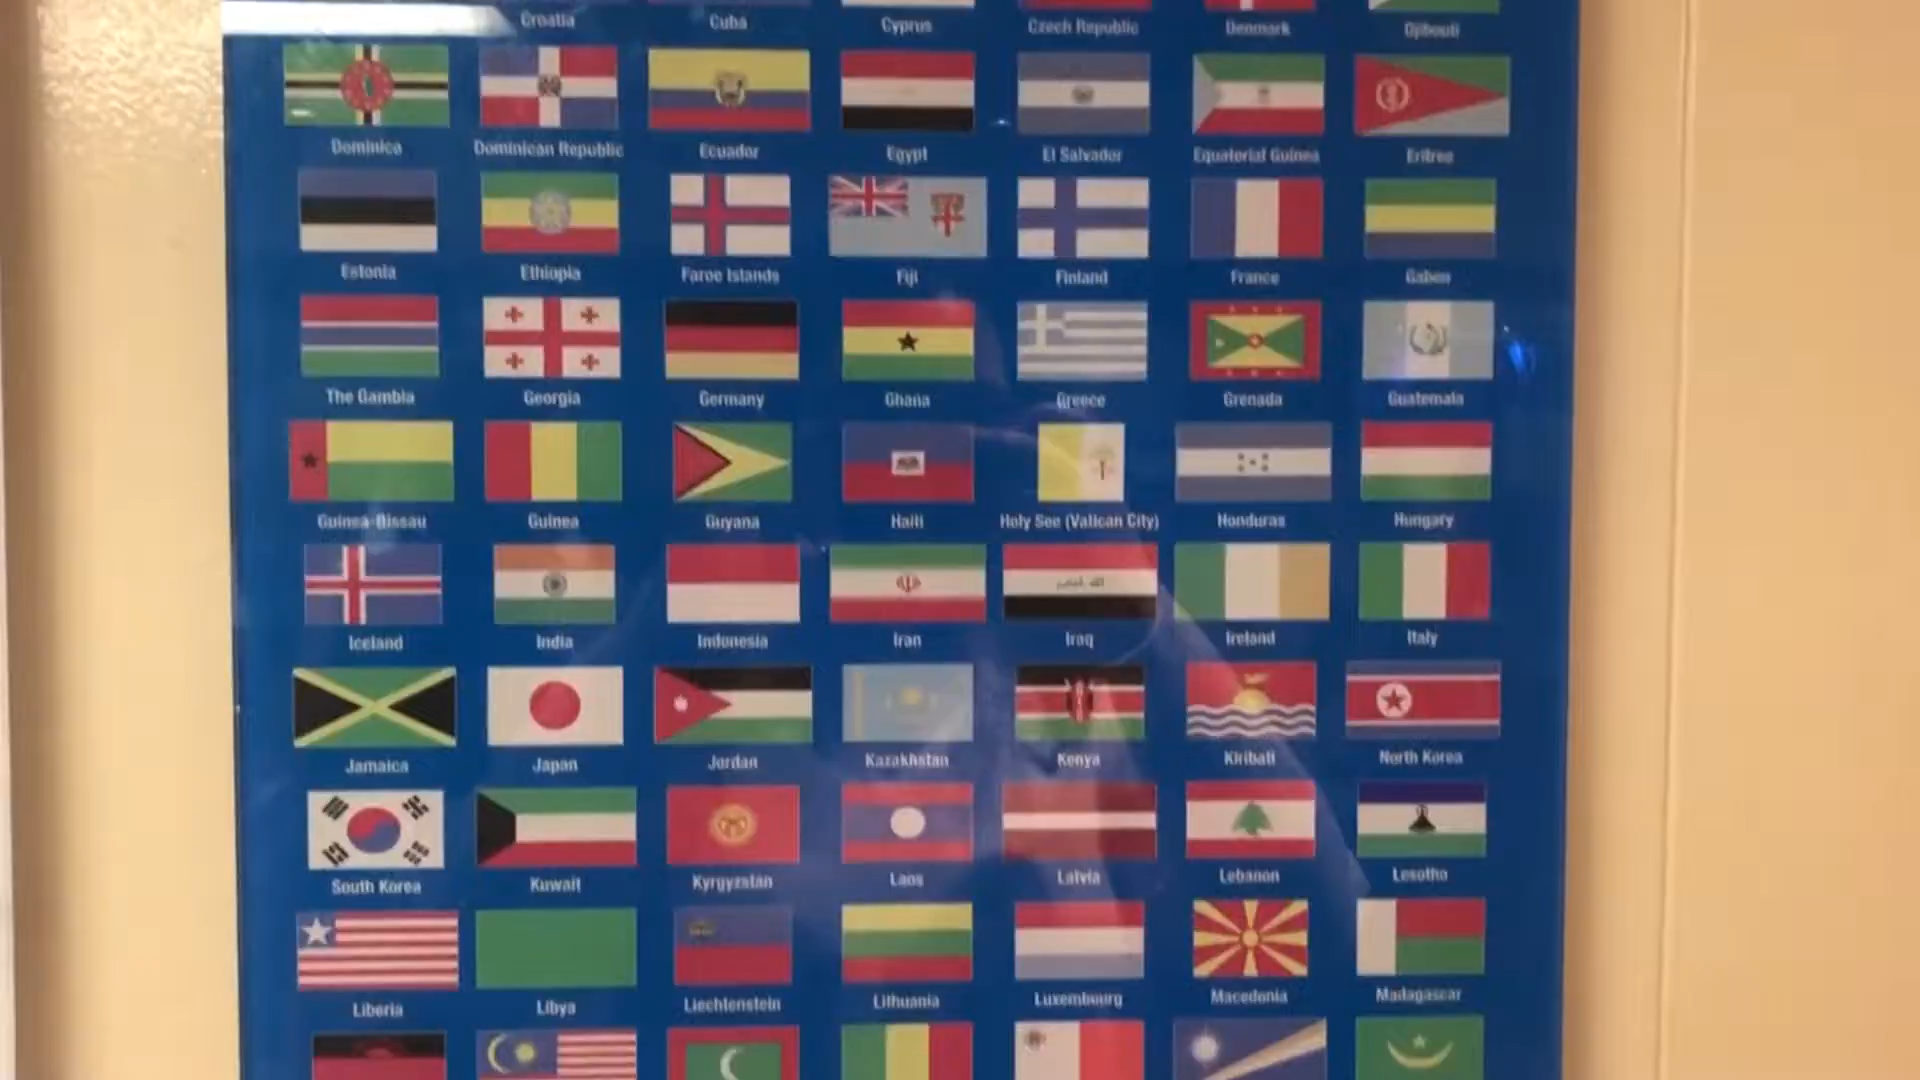 Croatia Cuba Cyprus Czech Republic Denmark Djibouti
Dominica Dominican Republic Ecuador Egypt El Salvador Equatorial Guinea Eritrea
Estonia Ethiopia Faroe Islands Fiji Finland France Gabon
The Gambia Georgia Germany Ghana Greece Grenada Guatemala
Guinea-Bissau Guinea Guyana Haiti Holy See (Vatican City) Honduras Hungary
Iceland India Indonesia Iran Iraq Ireland Italy
Jamaica Japan Jordan Kazakhstan Kenya Kiribati North Korea
South Korea Kuwait Kyrgyzstan Laos Latvia Lebanon Lesotho
Liberia Libya Liechtenstein Lithuania Luxembourg Macedonia Madagascar